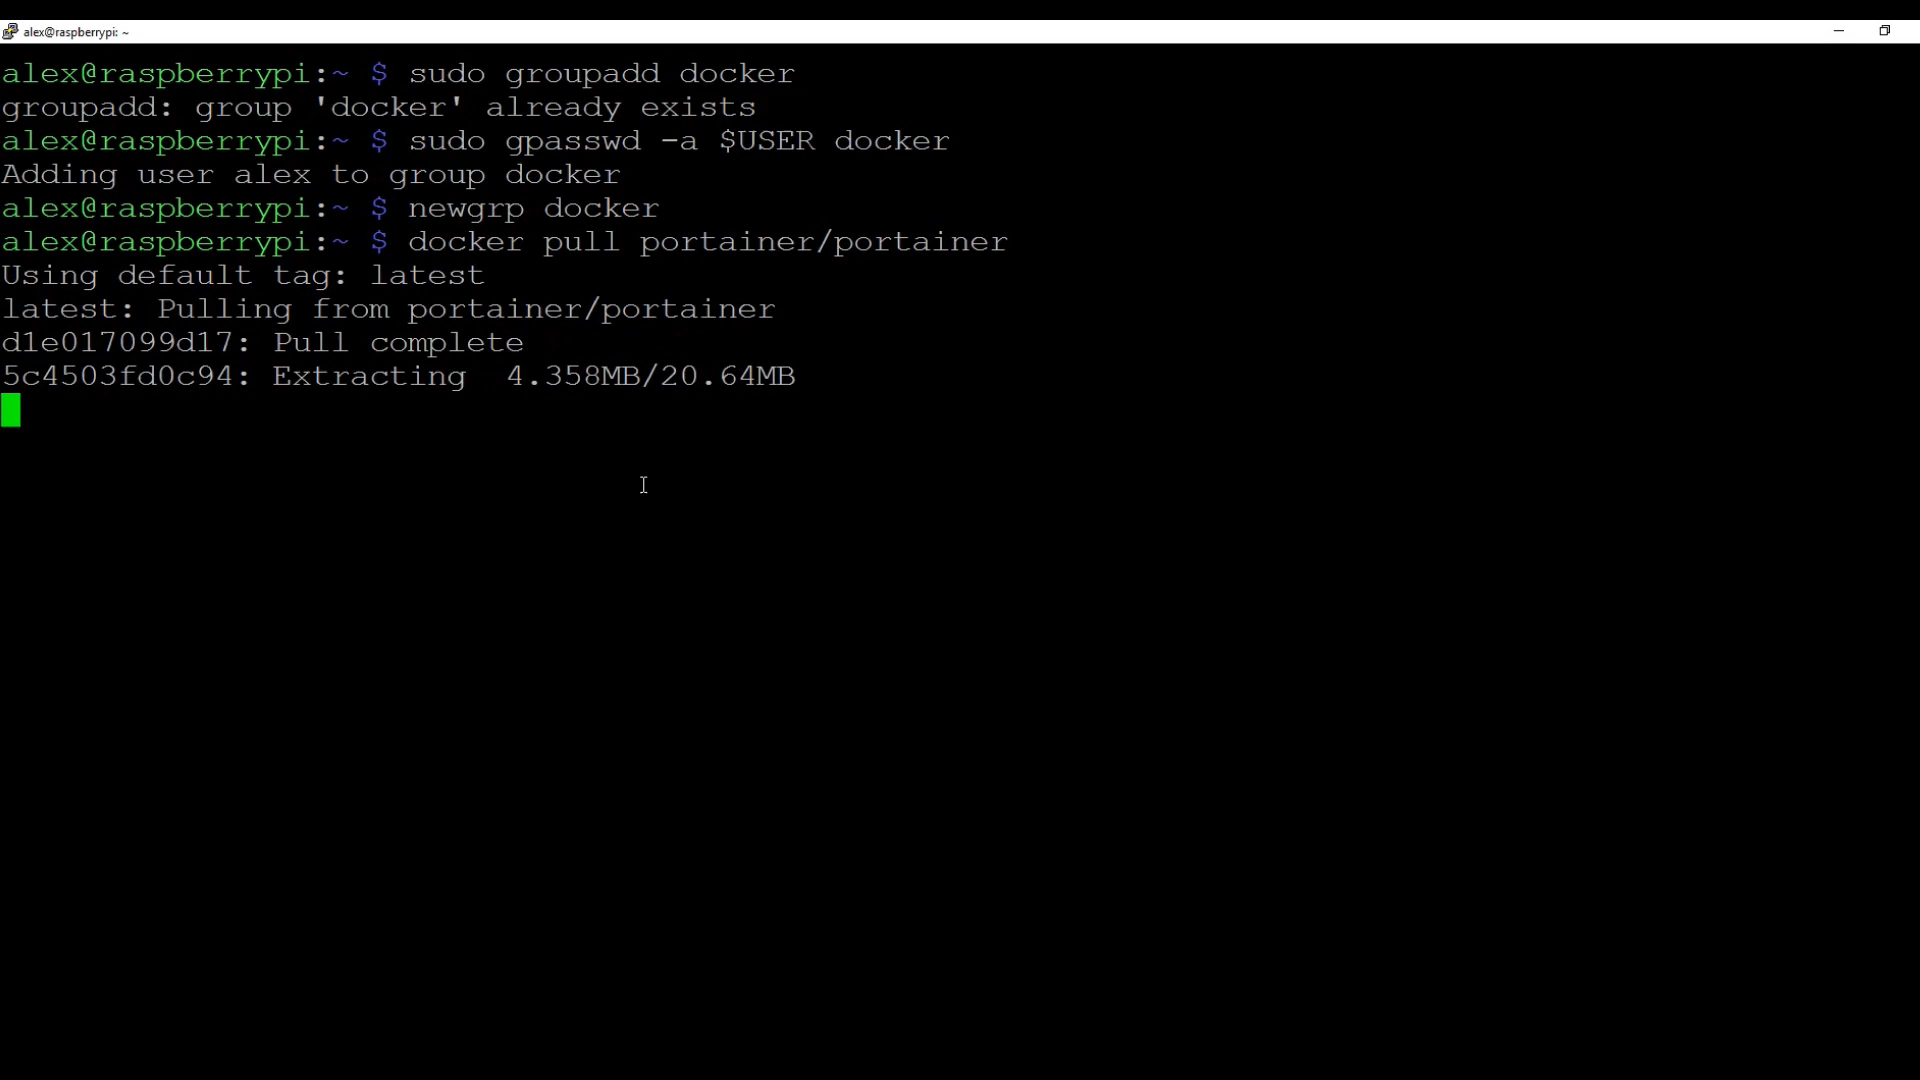 alex@raspberrypi: ~
alex@raspberrypi:~ $ sudo groupadd docker
groupadd: group 'docker' already exists
alex@raspberrypi:~ $ sudo gpasswd -a $USER docker
Adding user alex to group docker
alex@raspberrypi:~ $ newgrp docker
alex@raspberrypi:~ $ docker pull portainer/portainer
Using default tag: latest
latest: Pulling from portainer/portainer
d1e017099d17: Pull complete
5c4503fd0c94: Extracting  4.358MB/20.64MB